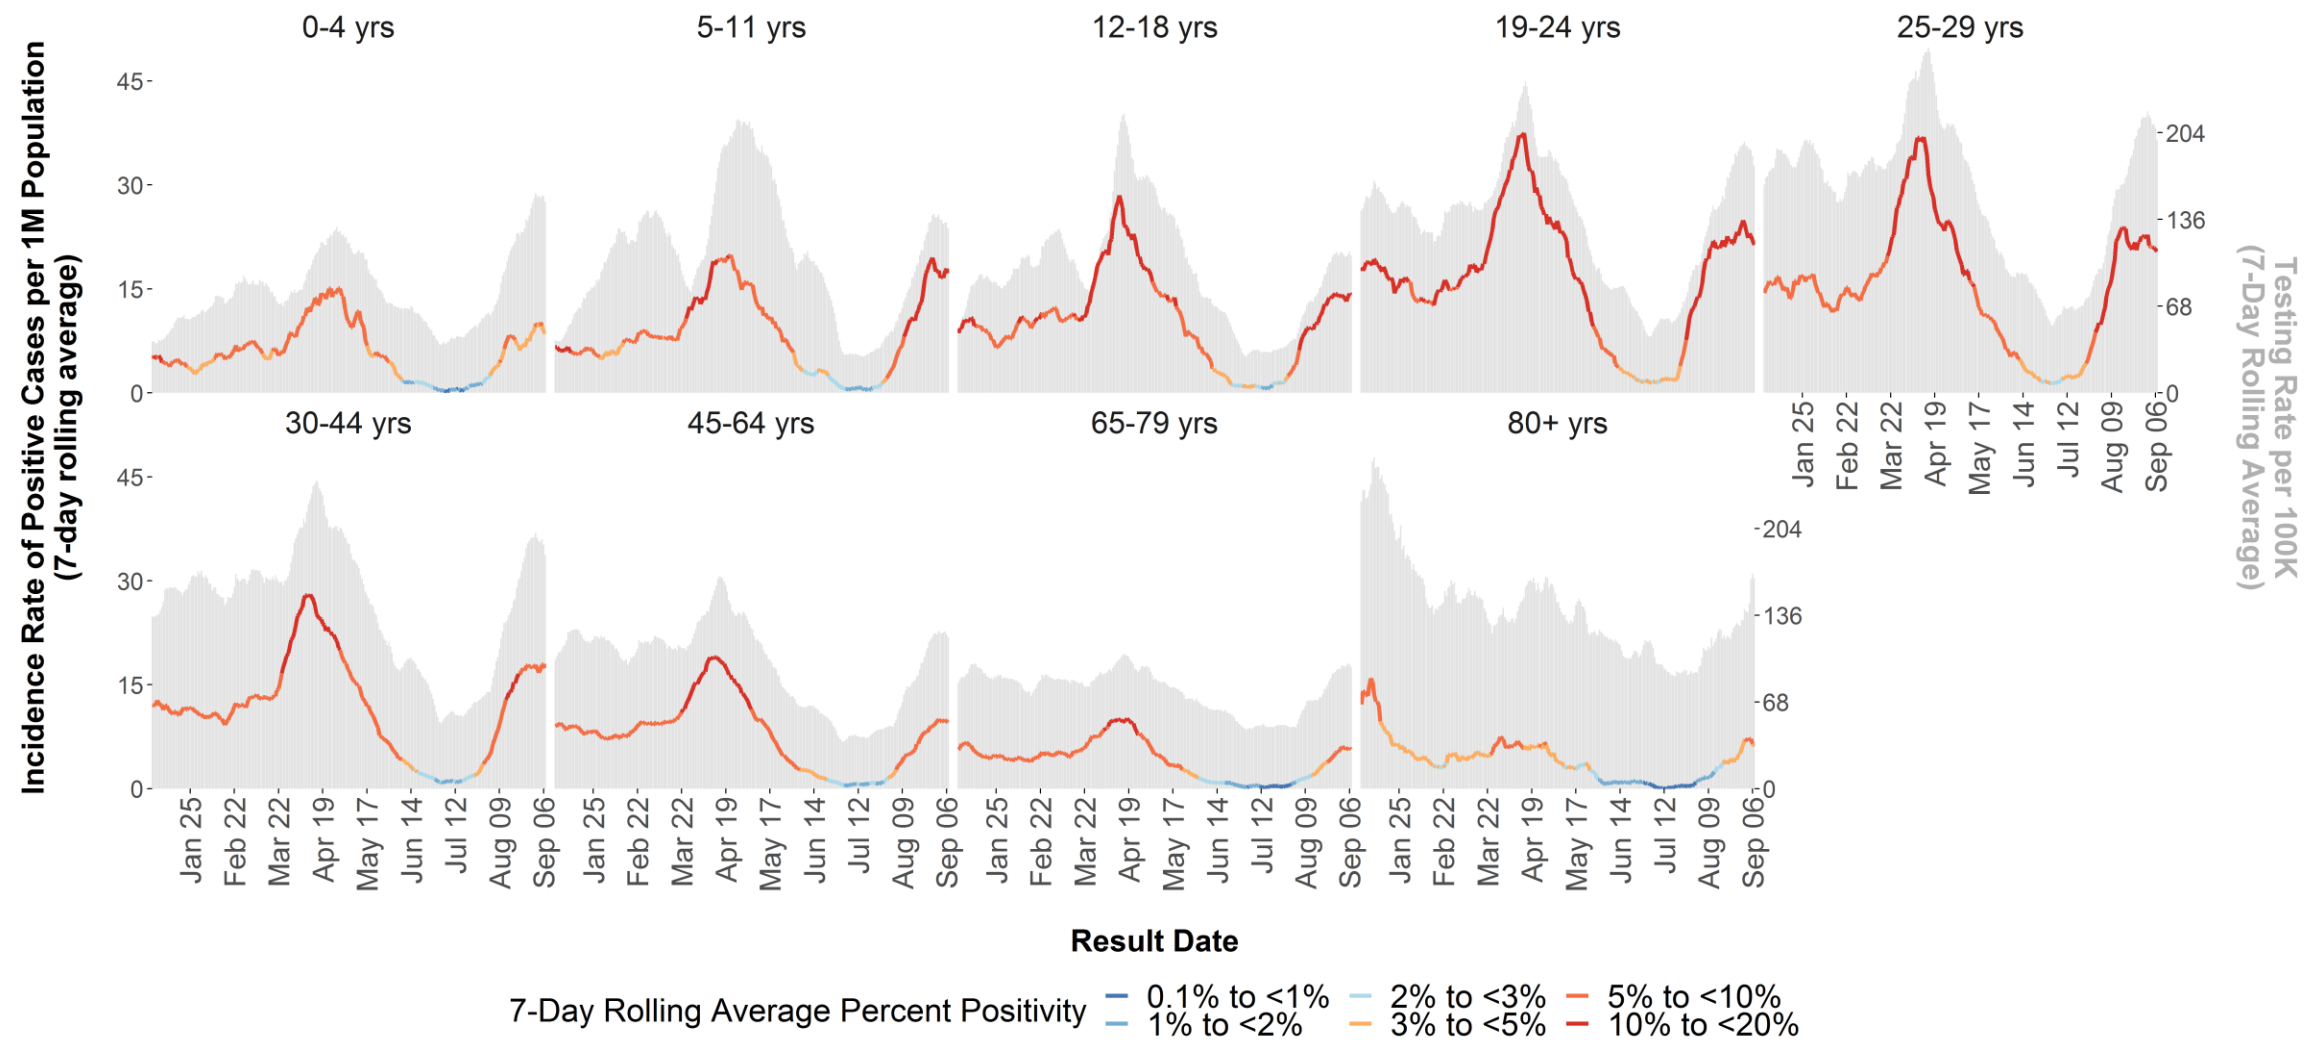 0-4 yrs
5-11 yrs
12-18 yrs
19-24 yrs
25-29 yrs
Incidence Rate of Positive Cases per 1M Population
(7-day rolling average)
45
30
15
0
204
136
68
0
Testing Rate per 100K
(7-Day Rolling Average)
Jan 25
Feb 22
Mar 22
Apr 19
May 17
Jun 14
Jul 12
Aug 09
Sep 06
30-44 yrs
45-64 yrs
65-79 yrs
80+ yrs
45
30
15
0
204
136
68
0
Jan 25
Feb 22
Mar 22
Apr 19
May 17
Jun 14
Jul 12
Aug 09
Sep 06
Jan 25
Feb 22
Mar 22
Apr 19
May 17
Jun 14
Jul 12
Aug 09
Sep 06
Jan 25
Feb 22
Mar 22
Apr 19
May 17
Jun 14
Jul 12
Aug 09
Sep 06
Jan 25
Feb 22
Mar 22
Apr 19
May 17
Jun 14
Jul 12
Aug 09
Sep 06
Result Date
7-Day Rolling Average Percent Positivity
0.1% to <1%
2% to <3%
5% to <10%
1% to <2%
3% to <5%
10% to <20%